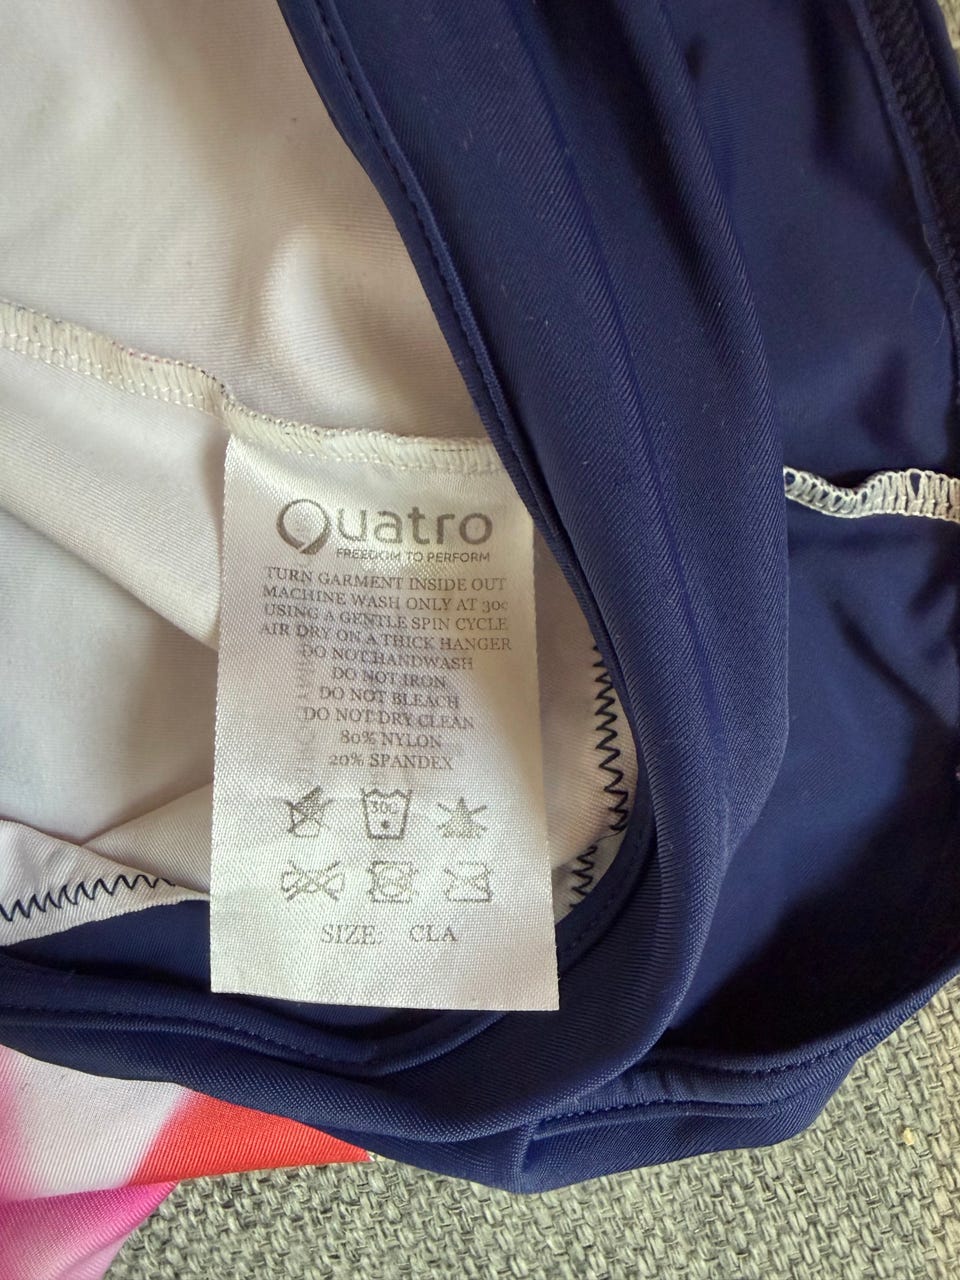 Quatro
FREEDOM TO PERFORM
TURN GARMENT INSIDE OUT
MACHINE WASH ONLY AT 30c
USING A GENTLE SPIN CYCLE
AIR DRY ON A THICK HANGER
DO NOT HANDWASH
DO NOT IRON
DO NOT BLEACH
DO NOT DRY CLEAN
80% NYLON
20% SPANDEX
30C
SIZE: CLA